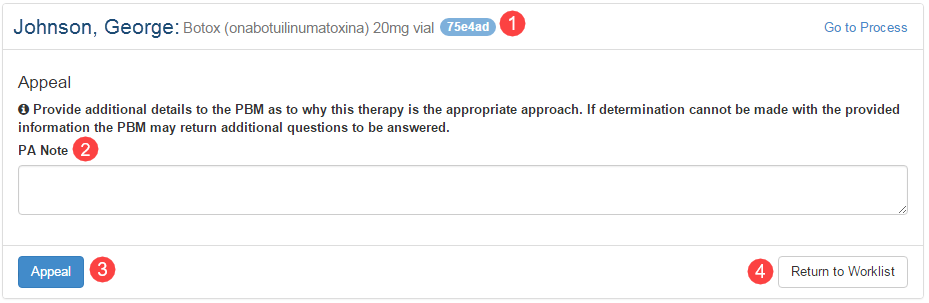 Johnson, George: Botox (onabotuilinumatoxina) 20mg vial 75e4ad 1 Go to Process
Appeal
Provide additional details to the PBM as to why this therapy is the appropriate approach. If determination cannot be made with the provided
information the PBM may return additional questions to be answered.
PA Note 2
Appeal 3 4 Return to Worklist